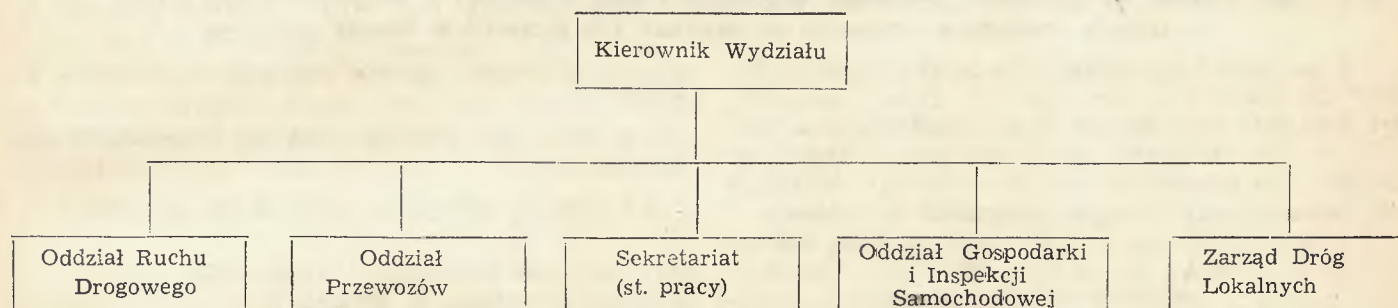 Kierownik Wydziału
Oddział Ruchu
Drogowego
Oddział
Przewozów
Sekretariat
(st. pracy)
Oddział Gospodarki
i Inspekcji
Samochodowej
Zarząd Dróg
Lokalnych